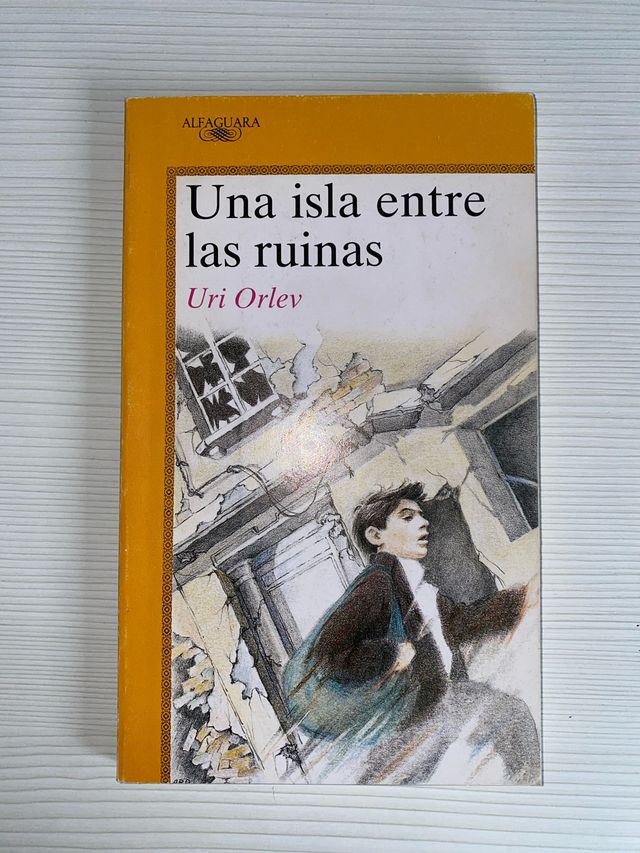 ALFAGUARA
Una isla entre
las ruinas
Uri Orlev